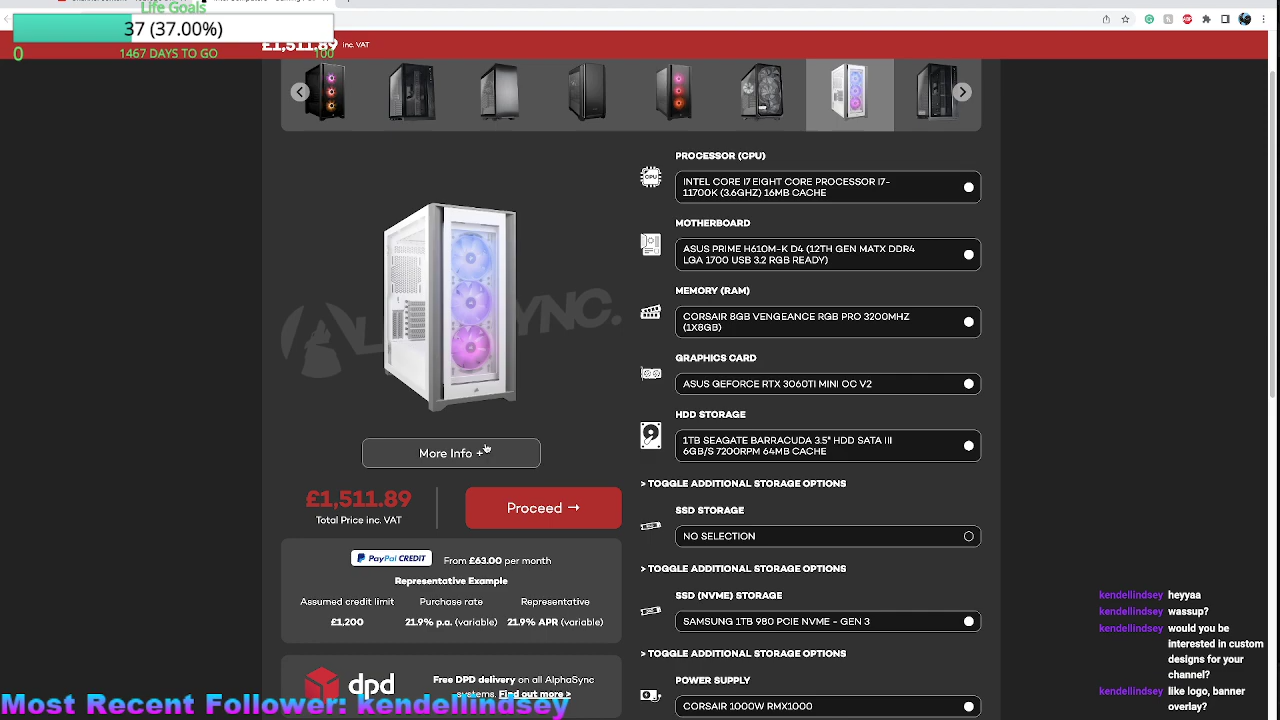 Life Goals
37 (37.00%)
0
1467 DAYS TO GO
100
£1,511.89 inc. VAT
PROCESSOR (CPU)
CPU
INTEL CORE I7 EIGHT CORE PROCESSOR I7-
11700K (3.6GHZ) 16MB CACHE
MOTHERBOARD
ASUS PRIME H610M-K D4 (12TH GEN MATX DDR4
LGA 1700 USB 3.2 RGB READY)
MEMORY (RAM)
CORSAIR 8GB VENGEANCE RGB PRO 3200MHZ
(1X8GB)
GRAPHICS CARD
ASUS GEFORCE RTX 3060TI MINI OC V2
HDD STORAGE
1TB SEAGATE BARRACUDA 3.5" HDD SATA III
6GB/S 7200RPM 64MB CACHE
> TOGGLE ADDITIONAL STORAGE OPTIONS
SSD STORAGE
NO SELECTION
> TOGGLE ADDITIONAL STORAGE OPTIONS
SSD (NVME) STORAGE
SAMSUNG 1TB 980 PCIE NVME - GEN 3
> TOGGLE ADDITIONAL STORAGE OPTIONS
POWER SUPPLY
CORSAIR 1000W RMX1000
More Info +
£1,511.89
Total Price inc. VAT
Proceed →
PayPal CREDIT From £63.00 per month
Representative Example
Assumed credit limit Purchase rate Representative
£1,200 21.9% p.a. (variable) 21.9% APR (variable)
dpd
Free DPD delivery on all AlphaSync
systems. Find out more >
kendellindsey heyyaa
kendellindsey wassup?
kendellindsey would you be
interested in custom
designs for your
channel?
kendellindsey like logo, banner
overlay?
Most Recent Follower: kendellindsey